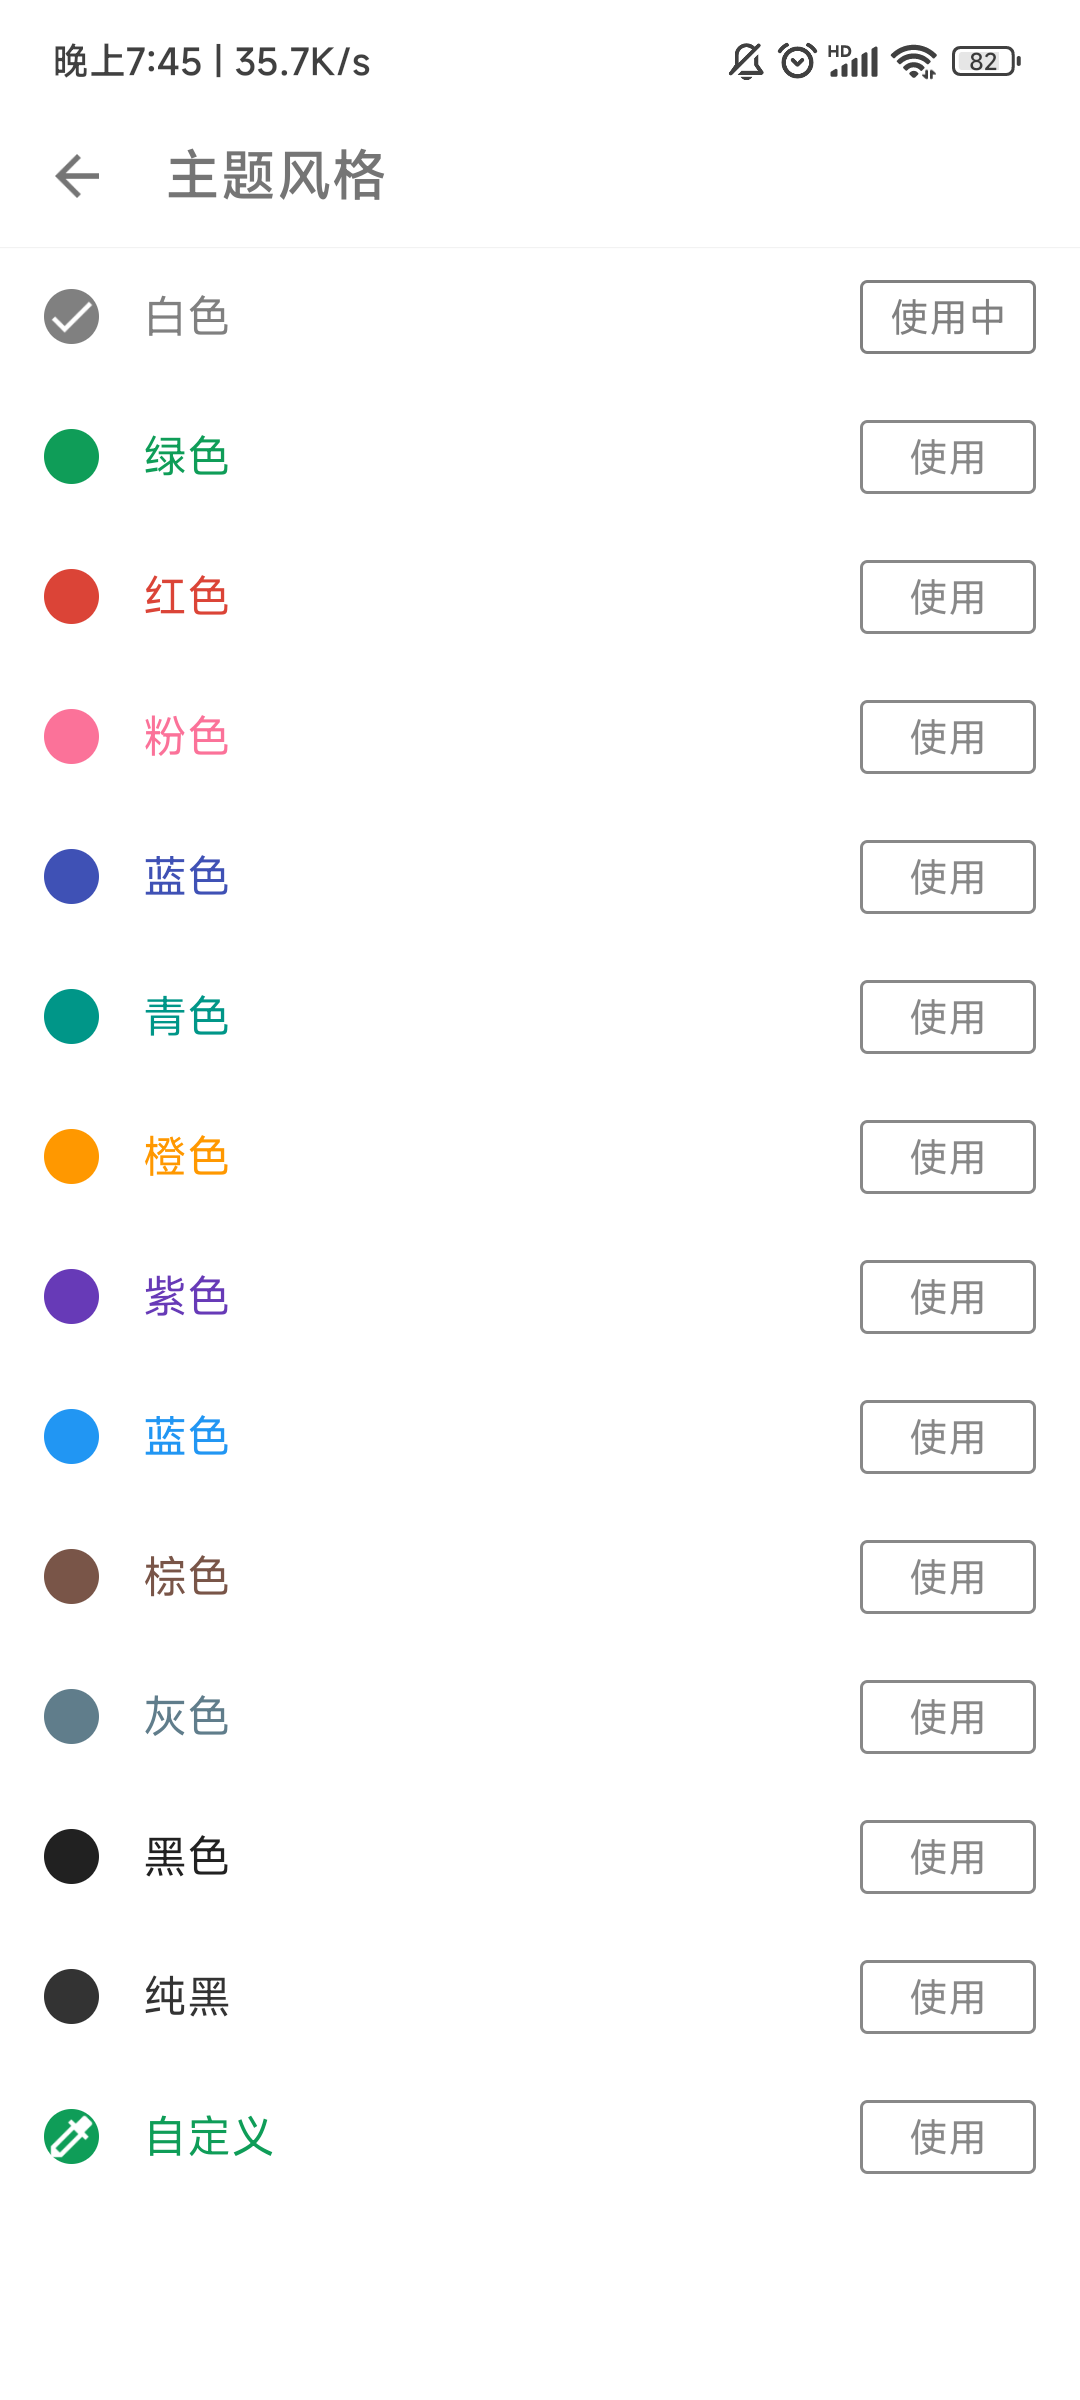 晚上7:45 | 35.7K/s HD 82
主题风格
白色 使用中
绿色 使用
红色 使用
粉色 使用
蓝色 使用
青色 使用
橙色 使用
紫色 使用
蓝色 使用
棕色 使用
灰色 使用
黑色 使用
纯黑 使用
自定义 使用